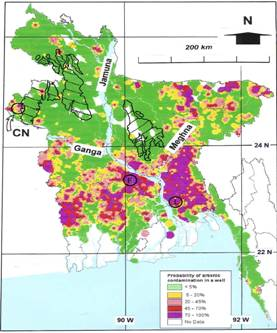 N
200 km
Jamuna
CN
Meghna
Ganga
24 N
F
L
22 N
Probability of arsenic
contamination in a well
< 5%
5 - 20%
20 - 45%
45 - 70%
70 - 100%
No Data
90 W
92 W